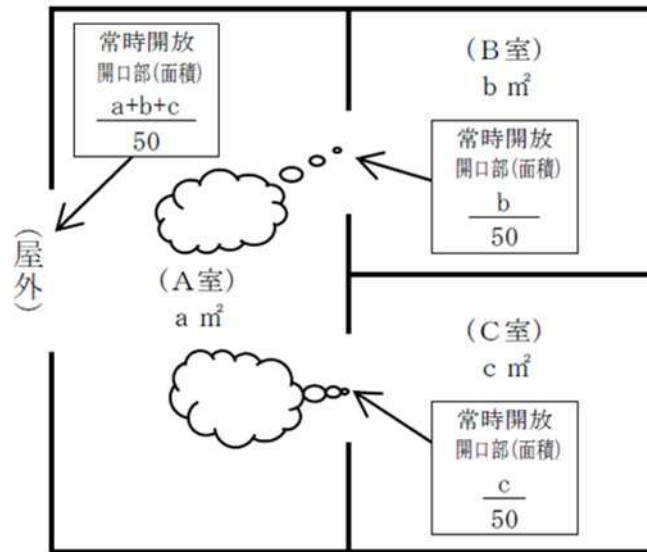 常時開放
開口部(面積)
a+b+c
50
(B室)
b ㎡
常時開放
開口部(面積)
b
50
(屋外)
(A室)
a ㎡
(C室)
c ㎡
常時開放
開口部(面積)
c
50